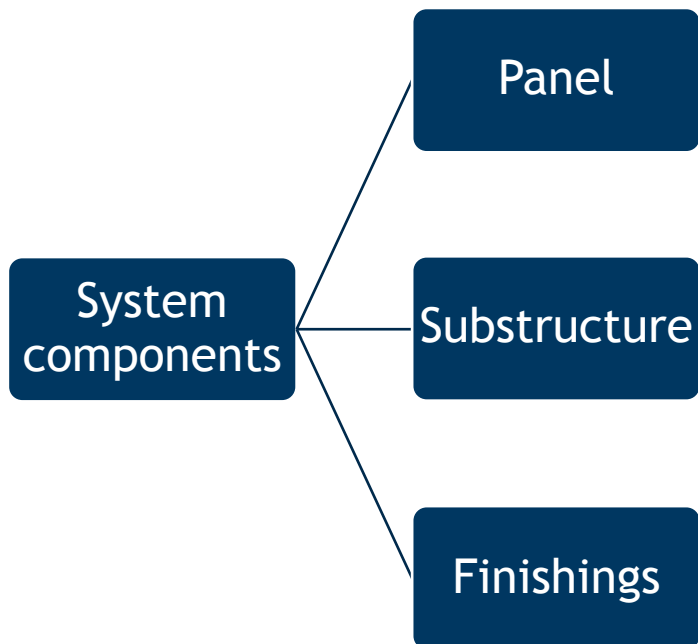 Panel
System
components
Substructure
Finishings